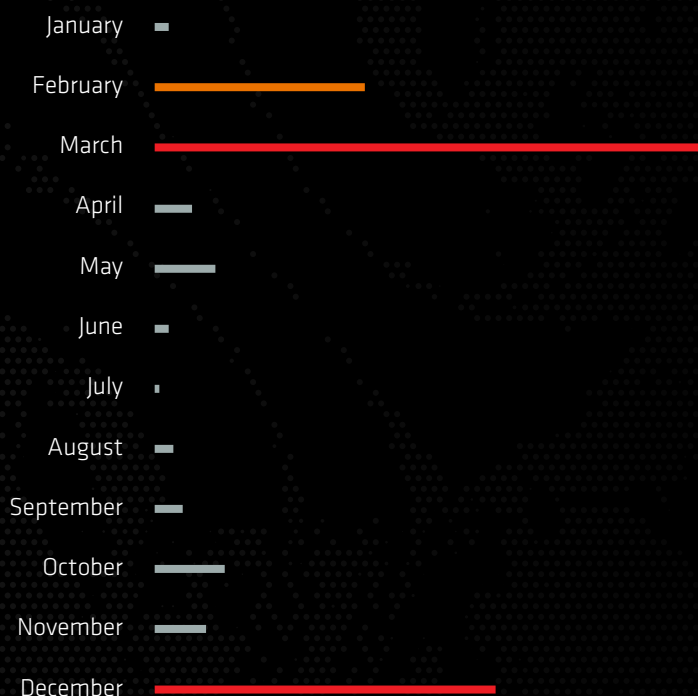 January
February
March
April
May
June
July
August
September
October
November
December